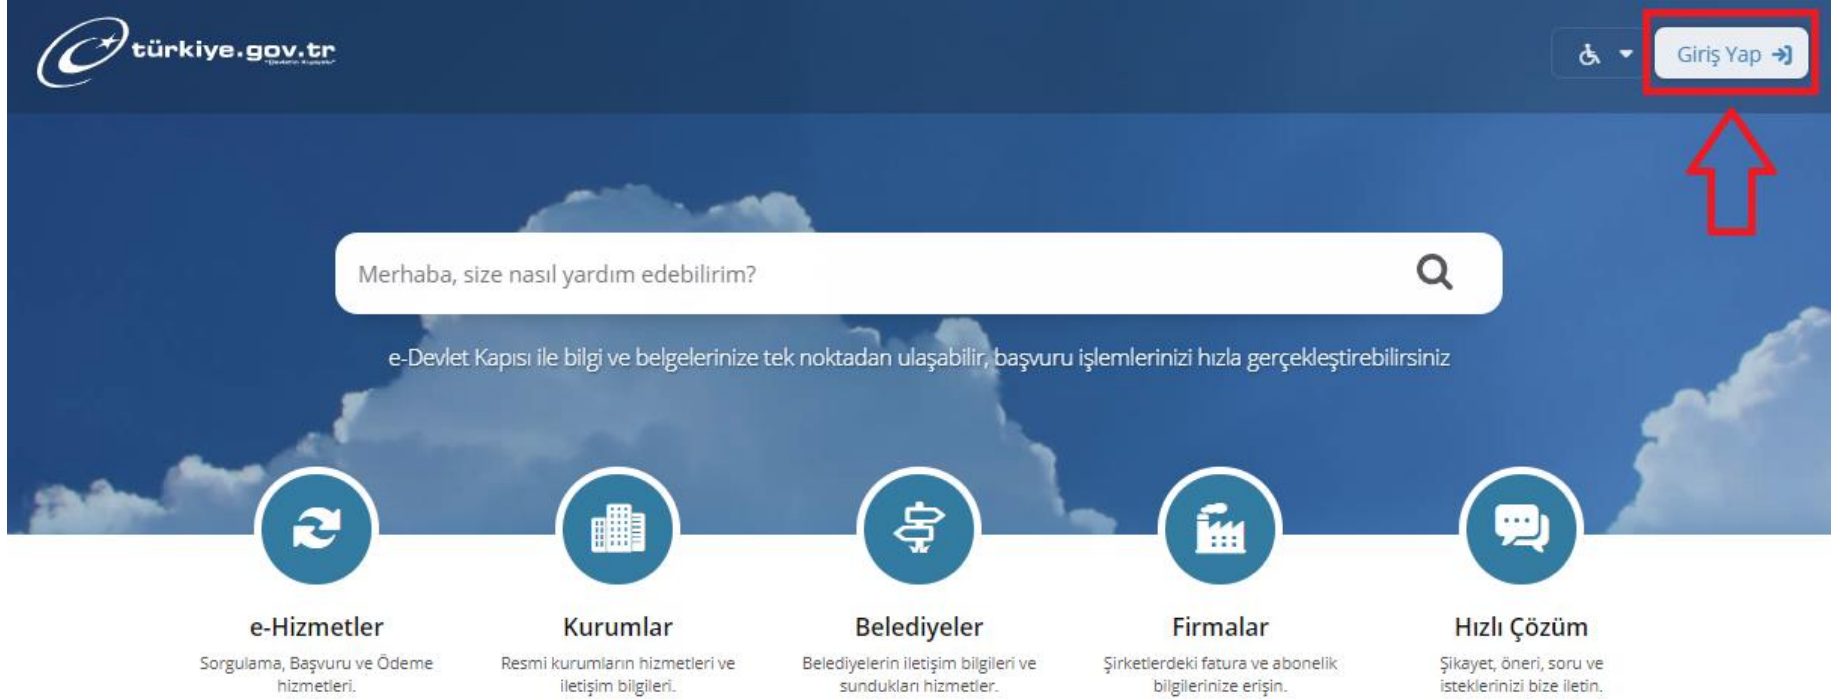 türkiye.gov.tr
"Devletin Kısayolu"
Giriş Yap
Merhaba, size nasıl yardım edebilirim?
e-Devlet Kapısı ile bilgi ve belgelerinize tek noktadan ulaşabilir, başvuru işlemlerinizi hızla gerçekleştirebilirsiniz
e-Hizmetler
Sorgulama, Başvuru ve Ödeme
hizmetleri.
Kurumlar
Resmi kurumların hizmetleri ve
iletişim bilgileri.
Belediyeler
Belediyelerin iletişim bilgileri ve
sundukları hizmetler.
Firmalar
Şirketlerdeki fatura ve abonelik
bilgilerinize erişin.
Hızlı Çözüm
Şikayet, öneri, soru ve
isteklerinizi bize iletin.